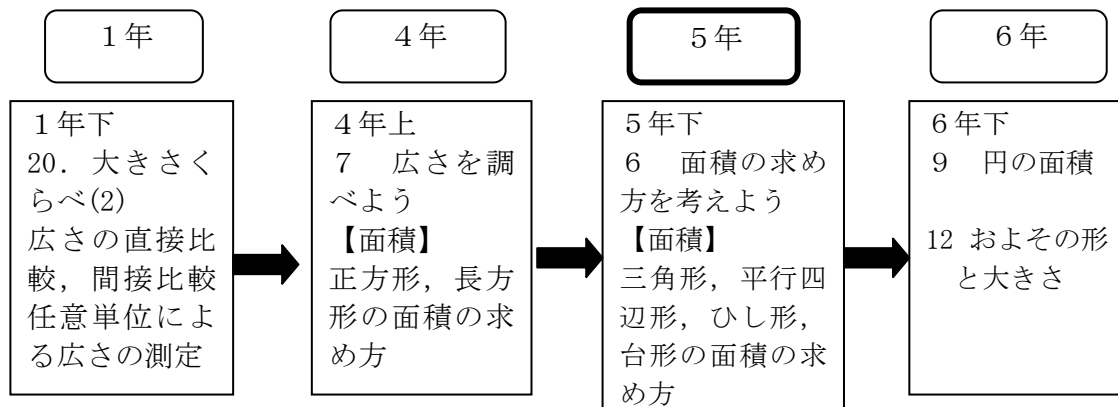 １年
４年
５年
６年
１年下
20．大きさく
らべ(2)
広さの直接比
較，間接比較
任意単位によ
る広さの測定
４年上
７　広さを調
べよう
【面積】
正方形，長方
形の面積の求
め方
５年下
６　面積の求め
方を考えよう
【面積】
三角形，平行四
辺形，ひし形，
台形の面積の求
め方
６年下
９　円の面積
12 およその形
と大きさ